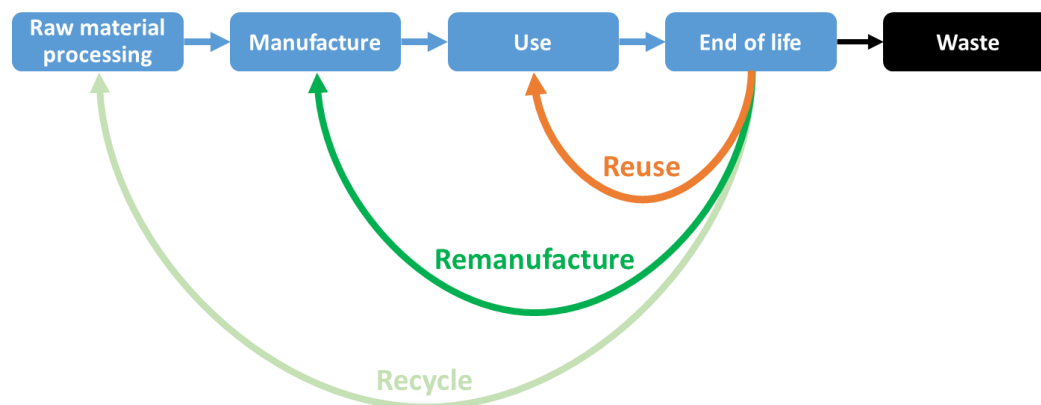 Raw material
processing
Manufacture
Use
End of life
Waste
Reuse
Remanufacture
Recycle